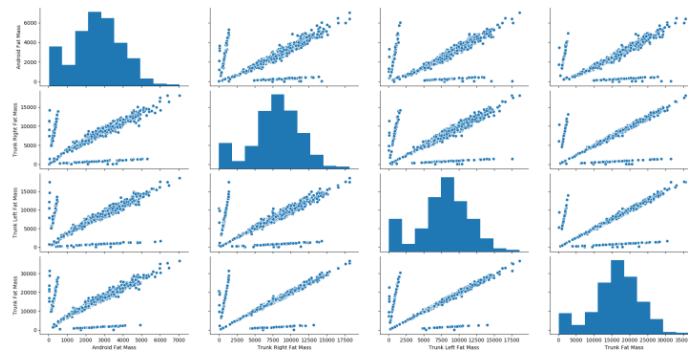 Android Fat Mass
6000
4000
2000
0
Trunk Right Fat Mass
15000
10000
5000
0
Trunk Left Fat Mass
15000
10000
5000
0
Trunk Fat Mass
30000
20000
10000
0
0 1000 2000 3000 4000 5000 6000 7000
Android Fat Mass
0 2500 5000 7500 10000 12500 15000 17500
Trunk Right Fat Mass
0 2500 5000 7500 10000 12500 15000 17500
Trunk Left Fat Mass
0 5000 10000 15000 20000 25000 30000 35000
Trunk Fat Mass